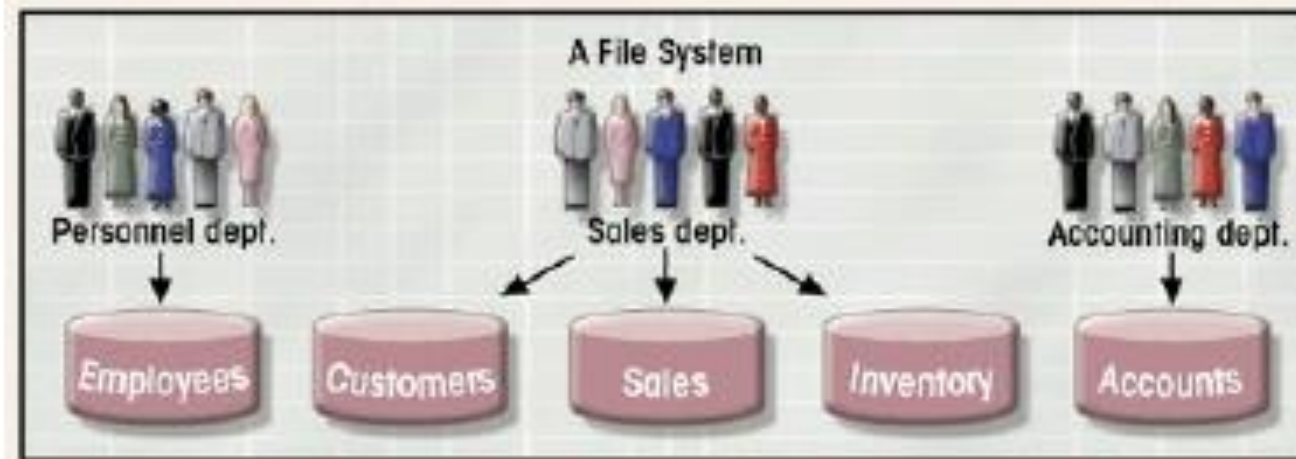 A File System
Personnel dept.
Sales dept.
Accounting dept.
Employees
Customers
Sales
Inventory
Accounts